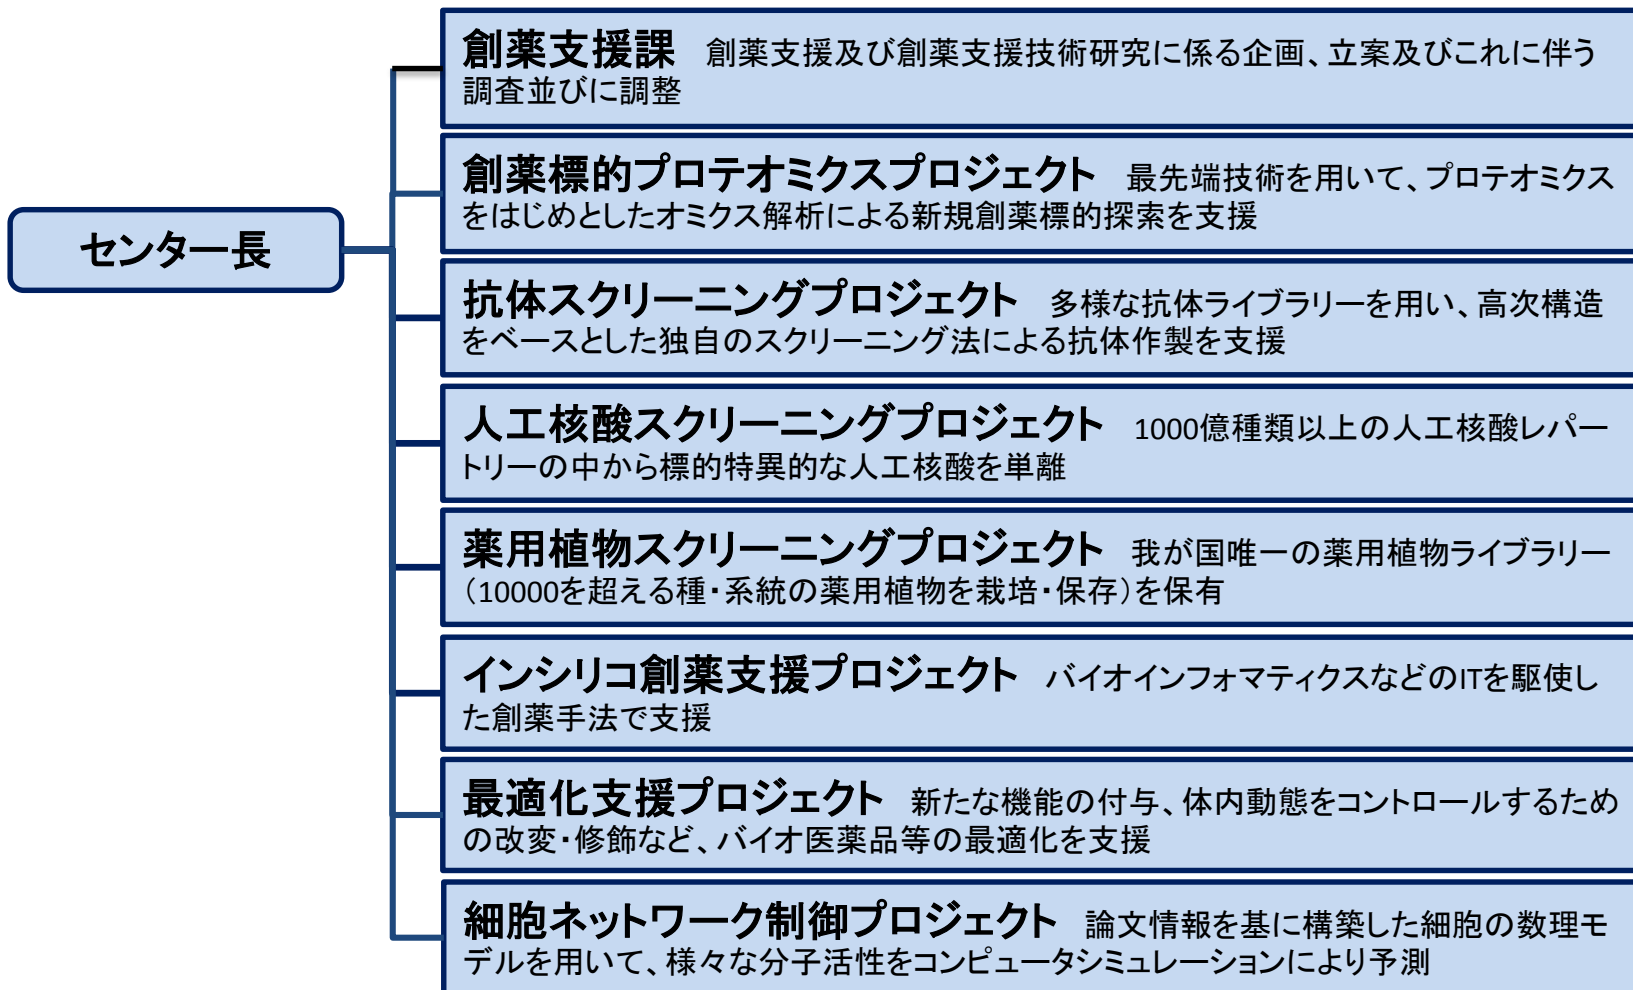 創薬支援課 創薬支援及び創薬支援技術研究に係る企画、立案及びこれに伴う
調査並びに調整
創薬標的プロテオミクスプロジェクト 最先端技術を用いて、プロテオミクス
をはじめとしたオミクス解析による新規創薬標的探索を支援
センター長
抗体スクリーニングプロジェクト 多様な抗体ライブラリーを用い、高次構造
をベースとした独自のスクリーニング法による抗体作製を支援
人工核酸スクリーニングプロジェクト 1000億種類以上の人工核酸レパー
トリーの中から標的特異的な人工核酸を単離
薬用植物スクリーニングプロジェクト 我が国唯一の薬用植物ライブラリー
（10000を超える種・系統の薬用植物を栽培・保存）を保有
インシリコ創薬支援プロジェクト バイオインフォマティクスなどのITを駆使し
た創薬手法で支援
最適化支援プロジェクト 新たな機能の付与、体内動態をコントロールするため
の改変・修飾など、バイオ医薬品等の最適化を支援
細胞ネットワーク制御プロジェクト 論文情報を基に構築した細胞の数理モ
デルを用いて、様々な分子活性をコンピュータシミュレーションにより予測